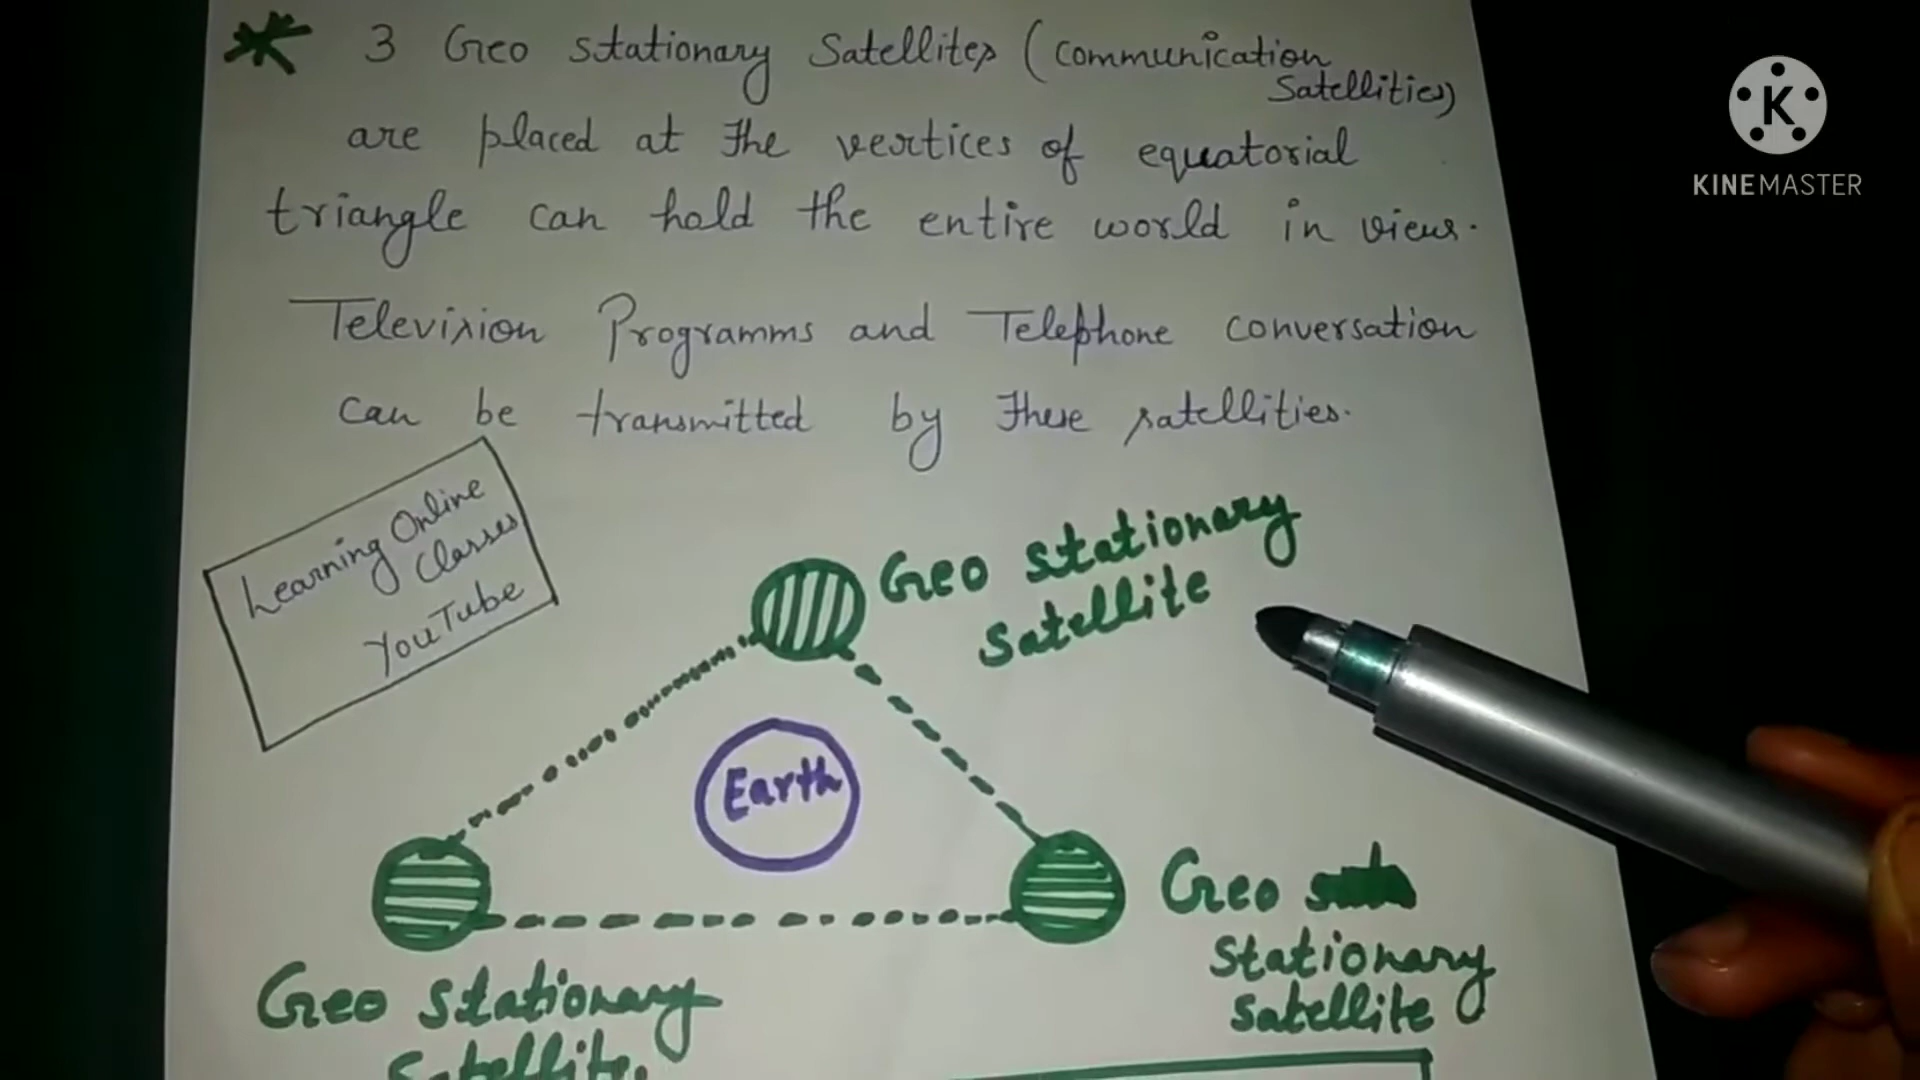 3 Geo stationary Satellites (Communication
Satellities)
are placed at the vertices of equatorial
triangle can hold the entire world in view.
Television Programms and Telephone conversation
can be transmitted by these satellities.
Learning Online
Classes
YouTube
Geo stationary
Satellite
Earth
Geo
Stationary
Satellite
Geo stationary
Satellite.
K
KINEMASTER